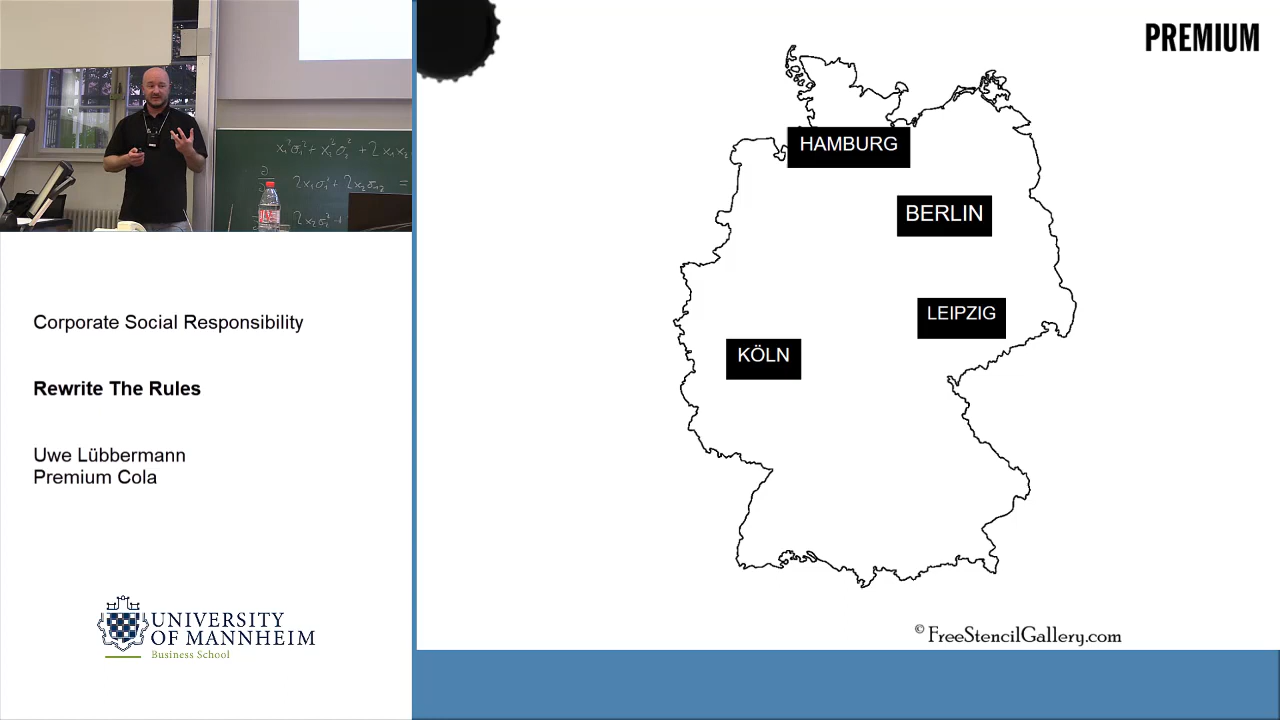 PREMIUM
HAMBURG
BERLIN
LEIPZIG
KÖLN
© FreeStencilGallery.com
Corporate Social Responsibility
Rewrite The Rules
Uwe Lübbermann
Premium Cola
UNIVERSITY
OF MANNHEIM
Business School